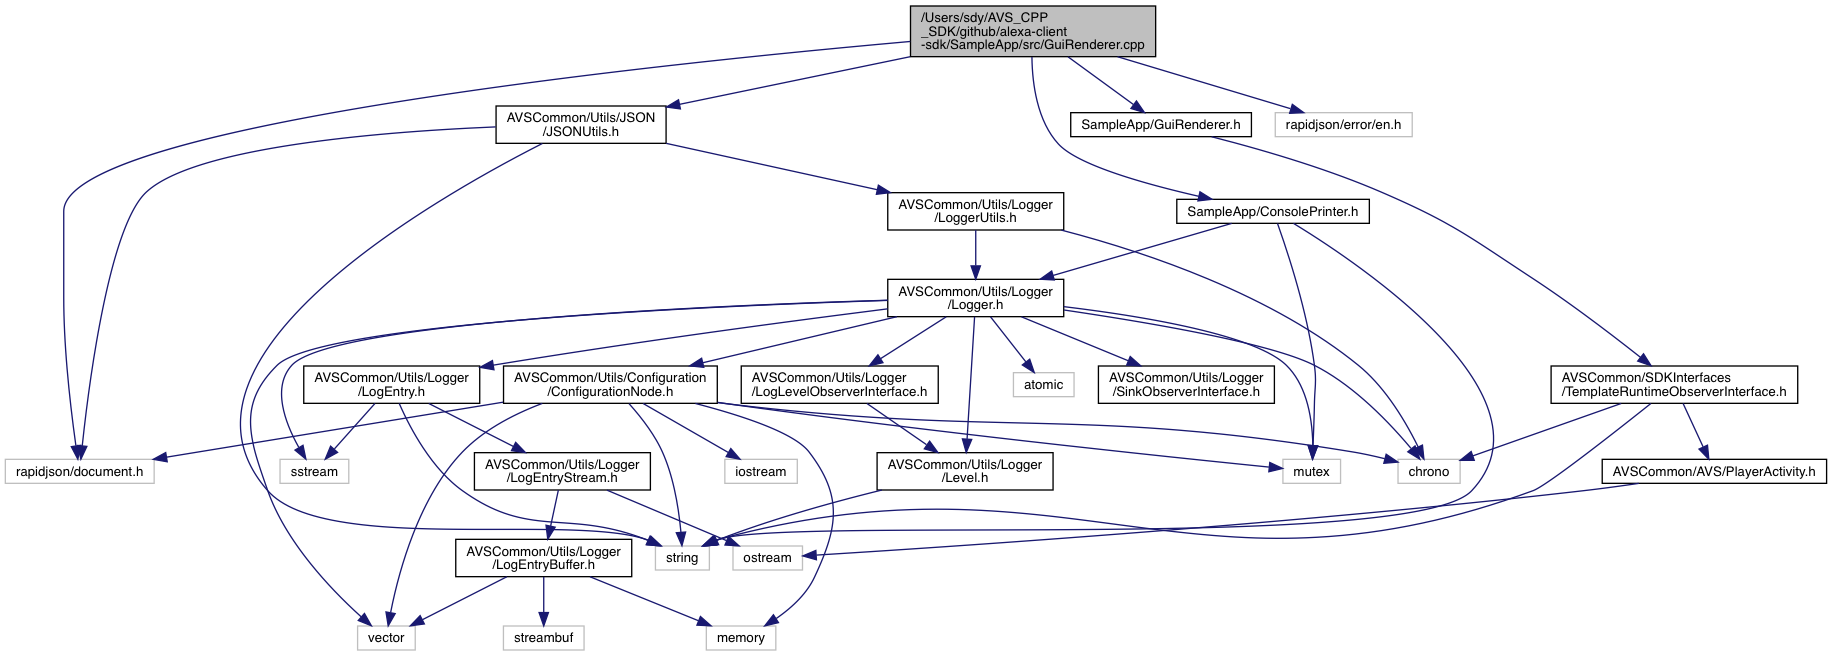 /Users/sdy/AVS_CPP
_SDK/github/alexa-client
-sdk/SampleApp/src/GuiRenderer.cpp
AVSCommon/Utils/JSON
/JSONUtils.h
SampleApp/GuiRenderer.h
rapidjson/error/en.h
AVSCommon/Utils/Logger
/LoggerUtils.h
SampleApp/ConsolePrinter.h
AVSCommon/Utils/Logger
/Logger.h
AVSCommon/Utils/Logger
/LogEntry.h
AVSCommon/Utils/Configuration
/ConfigurationNode.h
AVSCommon/Utils/Logger
/LogLevelObserverInterface.h
atomic
AVSCommon/Utils/Logger
/SinkObserverInterface.h
AVSCommon/SDKInterfaces
/TemplateRuntimeObserverInterface.h
rapidjson/document.h
sstream
AVSCommon/Utils/Logger
/LogEntryStream.h
iostream
AVSCommon/Utils/Logger
/Level.h
mutex
chrono
AVSCommon/AVS/PlayerActivity.h
AVSCommon/Utils/Logger
/LogEntryBuffer.h
string
ostream
vector
streambuf
memory